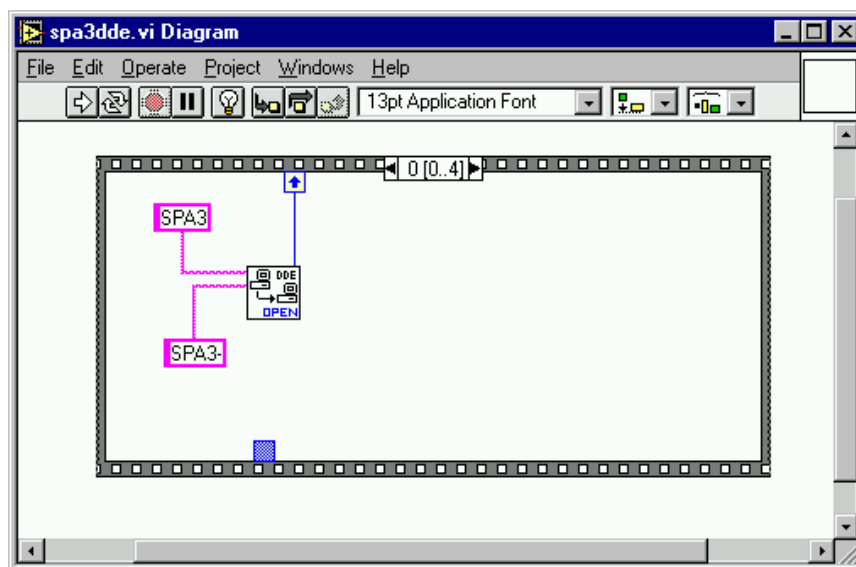 spa3dde.vi Diagram
File Edit Operate Project Windows Help
13pt Application Font
0 [0..4]
SPA3
DDE
OPEN
SPA3-